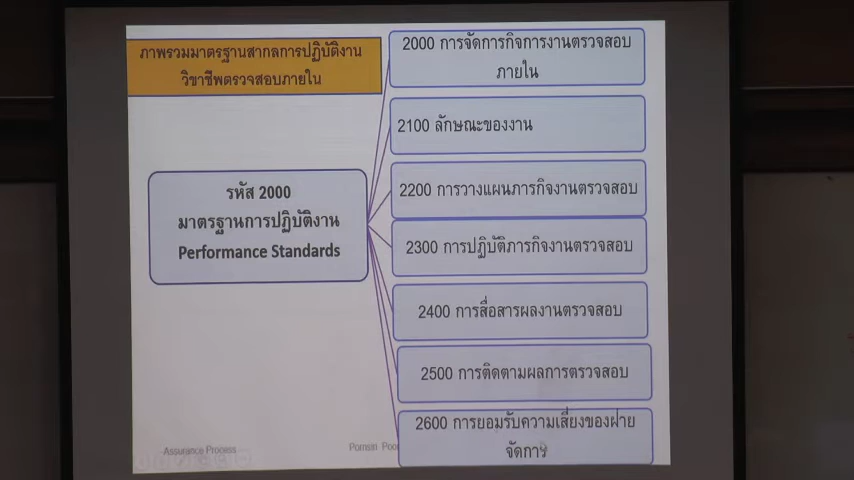 ภาพรวมมาตรฐานสากลการปฏิบัติงาน
วิชาชีพตรวจสอบภายใน
รหัส 2000
มาตรฐานการปฏิบัติงาน
Performance Standards
2000 การจัดการกิจการงานตรวจสอบ
ภายใน
2100 ลักษณะของงาน
2200 การวางแผนภารกิจงานตรวจสอบ
2300 การปฏิบัติภารกิจงานตรวจสอบ
2400 การสื่อสารผลงานตรวจสอบ
2500 การติดตามผลการตรวจสอบ
2600 การยอมรับความเสี่ยงของฝ่าย
จัดการ
Assurance Process